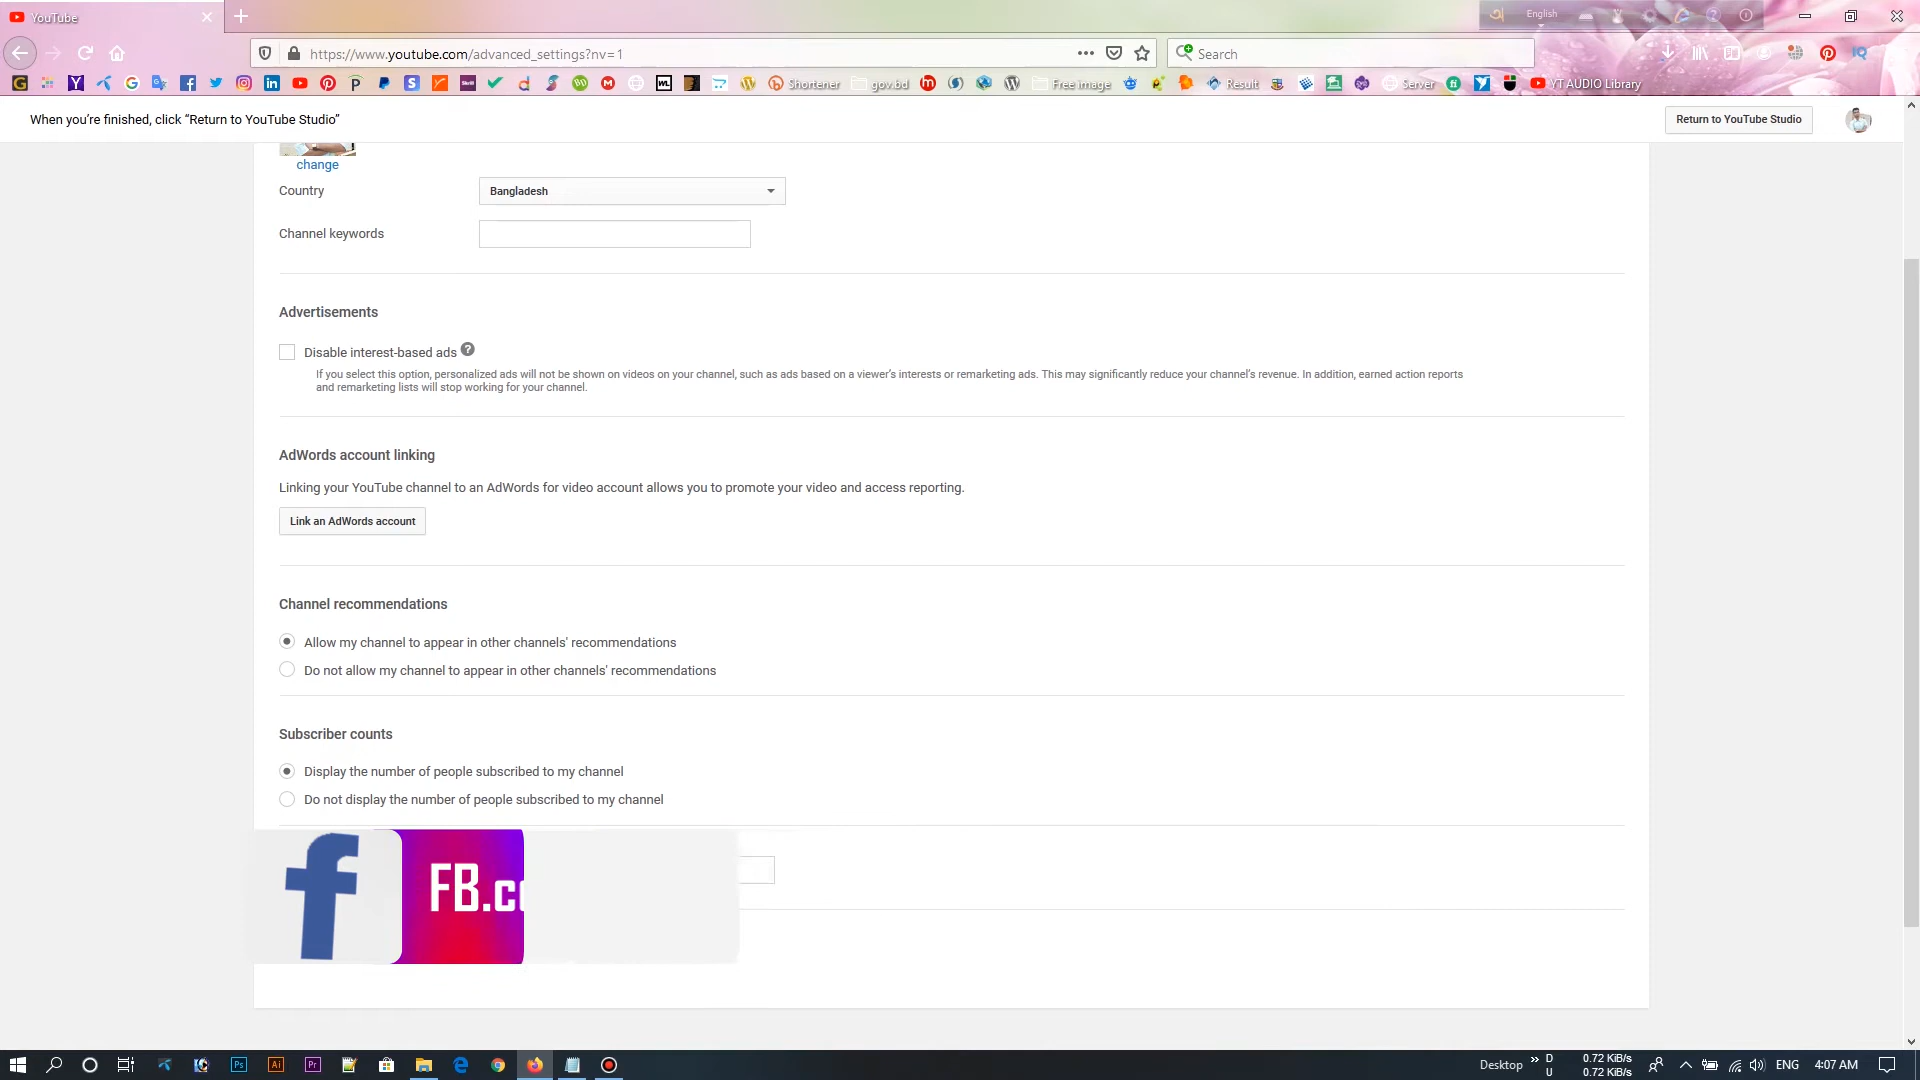 YouTube
English
https://www.youtube.com/advanced_settings?nv=1
Search
Shortener
gov.bd
Free image
Result
Server
YT AUDIO Library
When you’re finished, click “Return to YouTube Studio”
Return to YouTube Studio
change
Country
Bangladesh
Channel keywords
Advertisements
Disable interest-based ads
If you select this option, personalized ads will not be shown on videos on your channel, such as ads based on a viewer’s interests or remarketing ads. This may significantly reduce your channel’s revenue. In addition, earned action reports
and remarketing lists will stop working for your channel.
AdWords account linking
Linking your YouTube channel to an AdWords for video account allows you to promote your video and access reporting.
Link an AdWords account
Channel recommendations
Allow my channel to appear in other channels' recommendations
Do not allow my channel to appear in other channels' recommendations
Subscriber counts
Display the number of people subscribed to my channel
Do not display the number of people subscribed to my channel
FB.c
Desktop
D 0.72 KiB/s
U 0.72 KiB/s
ENG
4:07 AM